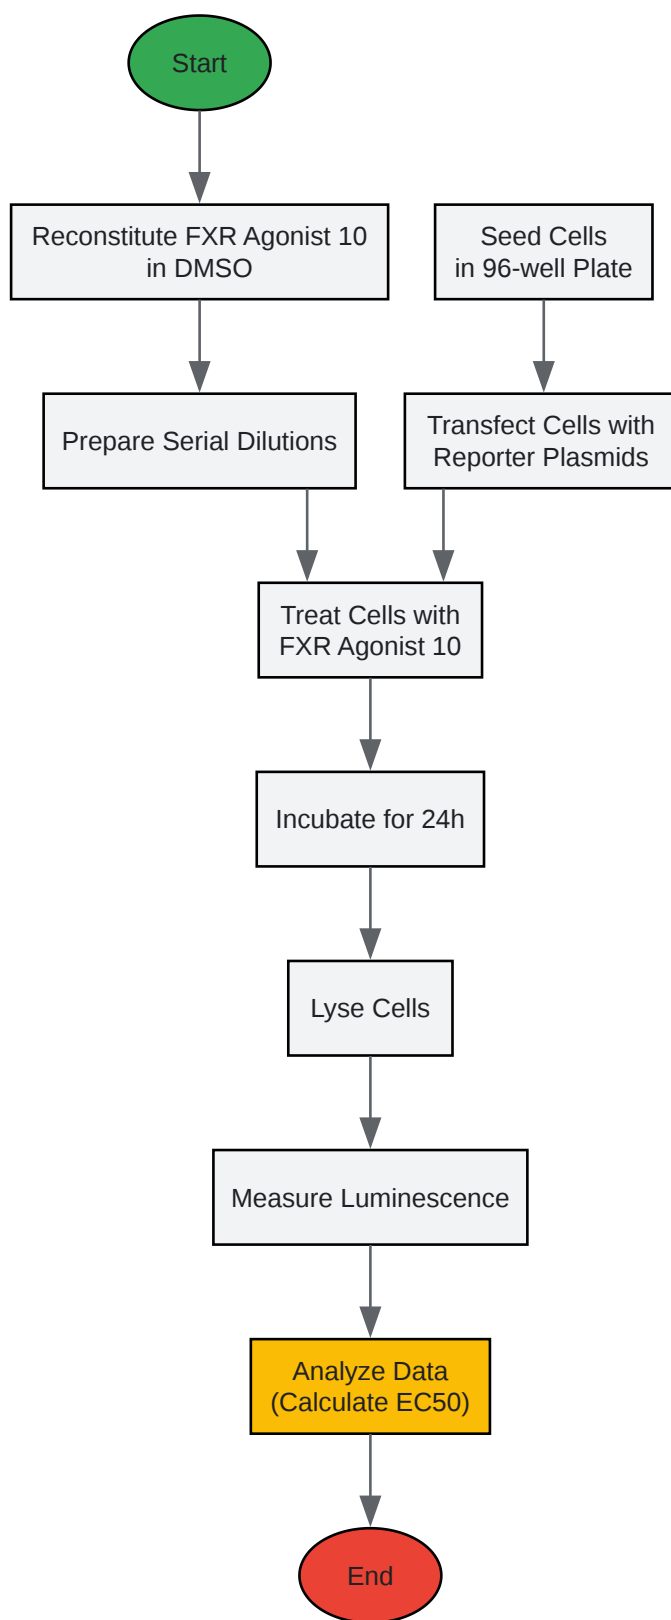 Start
Reconstitute FXR Agonist 10
in DMSO
Seed Cells
in 96-well Plate
Prepare Serial Dilutions
Transfect Cells with
Reporter Plasmids
Treat Cells with
FXR Agonist 10
Incubate for 24h
Lyse Cells
Measure Luminescence
Analyze Data
(Calculate EC50)
End